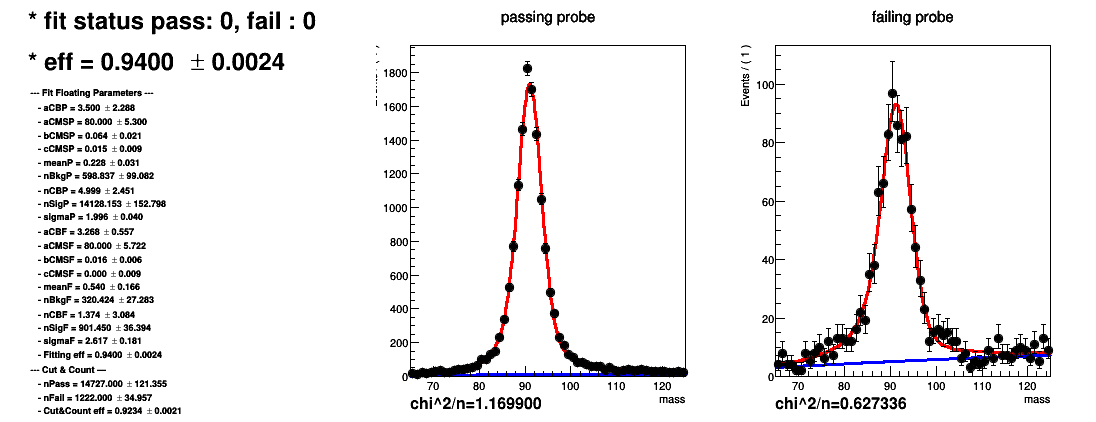 * fit status pass: 0, fail : 0
* eff = 0.9400 ± 0.0024
--- Fit Floating Parameters ---
- aCBP = 3.500 ± 2.288
- aCMSP = 80.000 ± 5.300
- bCMSP = 0.064 ± 0.021
- cCMSP = 0.015 ± 0.009
- meanP = 0.228 ± 0.031
- nBkgP = 598.837 ± 99.082
- nCBP = 4.999 ± 2.451
- nSigP = 14128.153 ± 152.798
- sigmaP = 1.996 ± 0.040
- aCBF = 3.268 ± 0.557
- aCMSF = 80.000 ± 5.722
- bCMSF = 0.016 ± 0.006
- cCMSF = 0.000 ± 0.009
- meanF = 0.540 ± 0.166
- nBkgF = 320.424 ± 27.283
- nCBF = 1.374 ± 3.084
- nSigF = 901.450 ± 36.394
- sigmaF = 2.617 ± 0.181
- Fitting eff = 0.9400 ± 0.0024
--- Cut & Count ---
- nPass = 14727.000 ± 121.355
- nFail = 1222.000 ± 34.957
- Cut&Count eff = 0.9234 ± 0.0021
passing probe
1800
1600
1400
1200
1000
800
600
400
200
0
70 80 90 100 110 120
mass
chi^2/n=1.169900
failing probe
Events / ( 1 )
100
80
60
40
20
0
70 80 90 100 110 120
mass
chi^2/n=0.627336